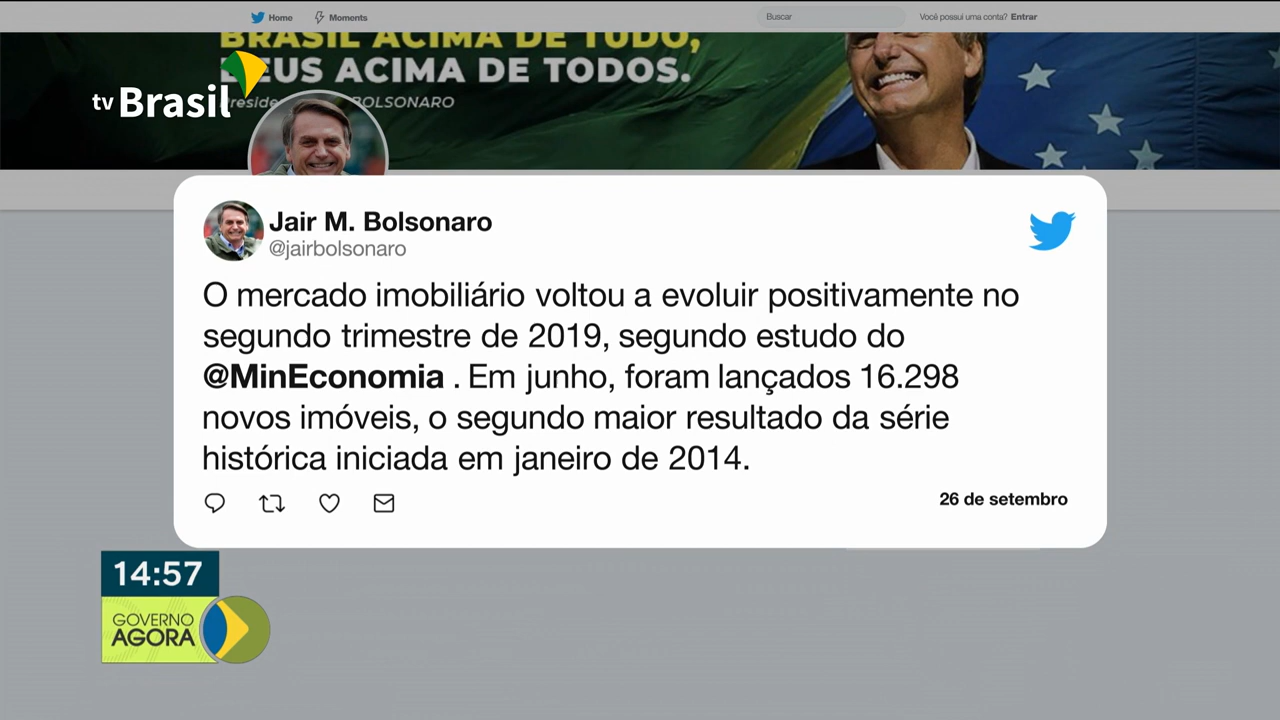 Home
Moments
Buscar
Você possui uma conta? Entrar
BRASIL ACIMA DE TUDO,
DEUS ACIMA DE TODOS.
BOLSONARO
tv Brasil
Jair M. Bolsonaro
@jairbolsonaro
O mercado imobiliário voltou a evoluir positivamente no
segundo trimestre de 2019, segundo estudo do
@MinEconomia . Em junho, foram lançados 16.298
novos imóveis, o segundo maior resultado da série
histórica iniciada em janeiro de 2014.
26 de setembro
14:57
GOVERNO
AGORA